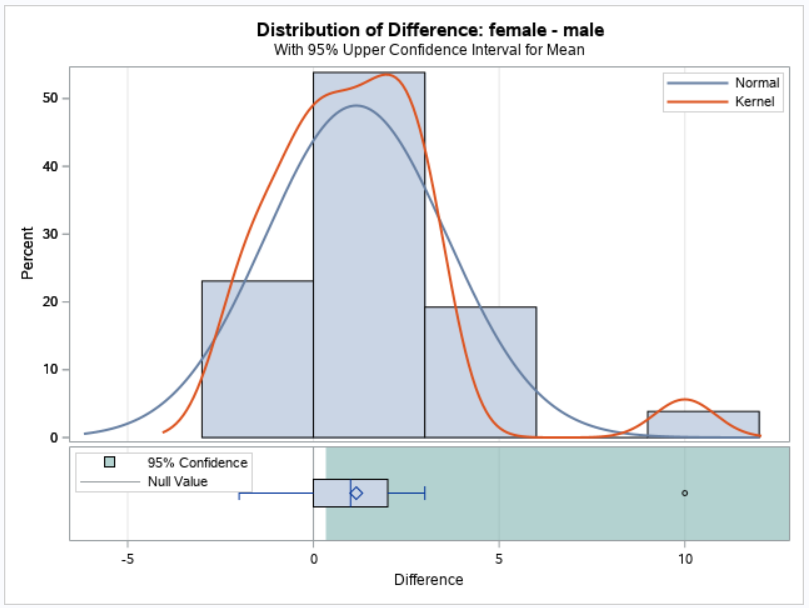 Distribution of Difference: female - male
With 95% Upper Confidence Interval for Mean
Normal
Kernel
50
40
30
20
10
0
Percent
95% Confidence
Null Value
-5 0 5 10
Difference